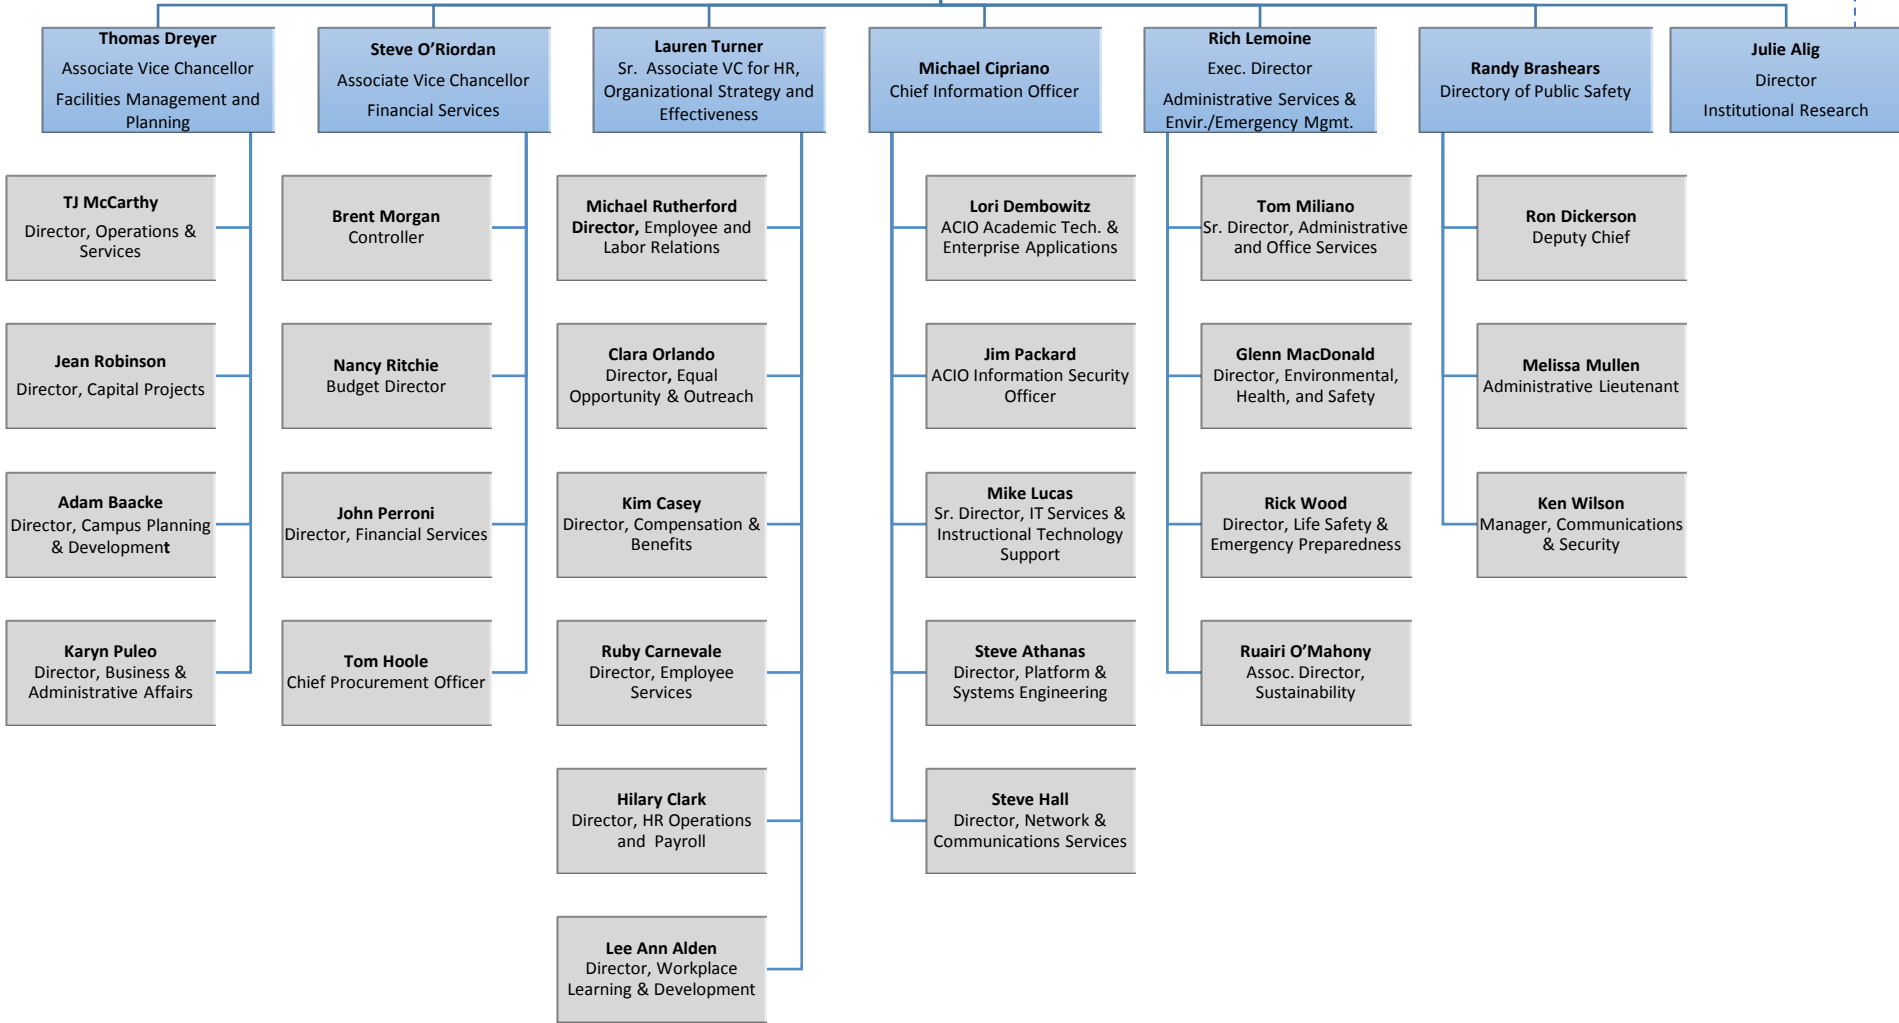 Thomas Dreyer
Associate Vice Chancellor
Facilities Management and
Planning
Steve O’Riordan
Associate Vice Chancellor
Financial Services
Lauren Turner
Sr. Associate VC for HR,
Organizational Strategy and
Effectiveness
Michael Cipriano
Chief Information Officer
Rich Lemoine
Exec. Director
Administrative Services &
Envir./Emergency Mgmt.
Randy Brashears
Directory of Public Safety
Julie Alig
Director
Institutional Research
TJ McCarthy
Director, Operations &
Services
Brent Morgan
Controller
Michael Rutherford
Director, Employee and
Labor Relations
Lori Dembowitz
ACIO Academic Tech. &
Enterprise Applications
Tom Miliano
Sr. Director, Administrative
and Office Services
Ron Dickerson
Deputy Chief
Jean Robinson
Director, Capital Projects
Nancy Ritchie
Budget Director
Clara Orlando
Director, Equal
Opportunity & Outreach
Jim Packard
ACIO Information Security
Officer
Glenn MacDonald
Director, Environmental,
Health, and Safety
Melissa Mullen
Administrative Lieutenant
Adam Baacke
Director, Campus Planning
& Development
John Perroni
Director, Financial Services
Kim Casey
Director, Compensation &
Benefits
Mike Lucas
Sr. Director, IT Services &
Instructional Technology
Support
Rick Wood
Director, Life Safety &
Emergency Preparedness
Ken Wilson
Manager, Communications
& Security
Karyn Puleo
Director, Business &
Administrative Affairs
Tom Hoole
Chief Procurement Officer
Ruby Carnevale
Director, Employee
Services
Steve Athanas
Director, Platform &
Systems Engineering
Ruairi O’Mahony
Assoc. Director,
Sustainability
Hilary Clark
Director, HR Operations
and Payroll
Steve Hall
Director, Network &
Communications Services
Lee Ann Alden
Director, Workplace
Learning & Development